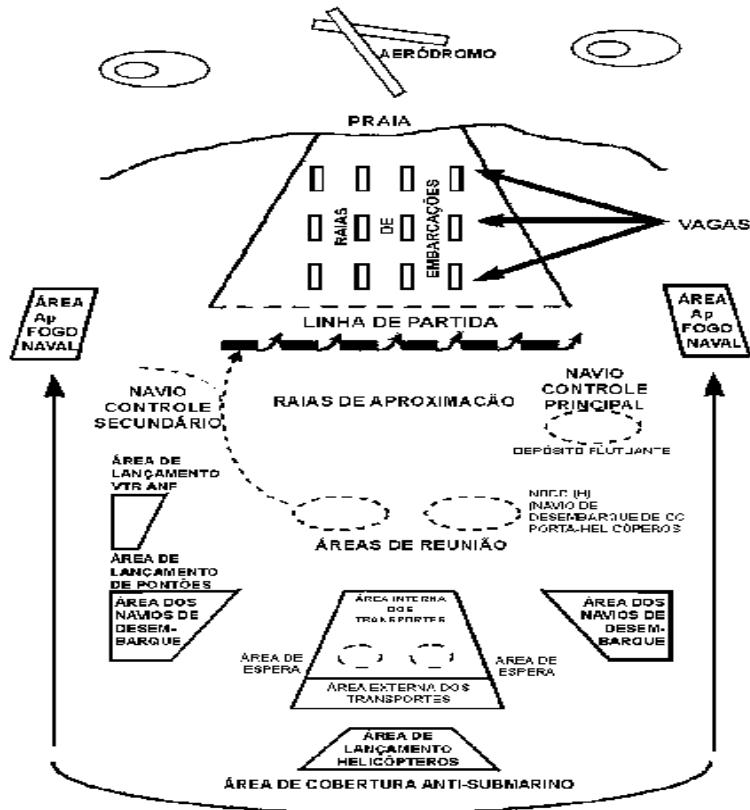 AERÓDROMO
PRAIA
RAIAS
DE
EMBARCAÇÕES
VAGAS
ÁREA
Ap
FOGO
NAVAL
ÁREA
Ap
FOGO
NAVAL
LINHA DE PARTIDA
NAVIO
CONTROLE
SECUNDÁRIO
RAIAS DE APROXIMACÃO
NAVIO
CONTROLE
PRINCIPAL
DEPÓSITO FLUTUANTE
ÁREA DE
LANÇAMENTO
VTR ANF
(NAVIO DE
DESEMBARQUE DE CC
ÁREAS DE REUNIÃO
ÁREA DE
LANÇAMENTO
DE PONTÕES
ÁREA DOS
NAVIOS DE
DESEM-
BARQUE
ÁREA INTERNA
DOS
TRANSPORTES
ÁREA DOS
NAVIOS DE
DESEM-
BARQUE
ÁREA DE
ESPERA
ÁREA DE
ESPERA
ÁREA EXTERNA DOS
TRANSPORTES
ÁREA DE
LANÇAMENTO
HELICÓPTEROS
ÁREA DE COBERTURA ANTI-SUBMARINO